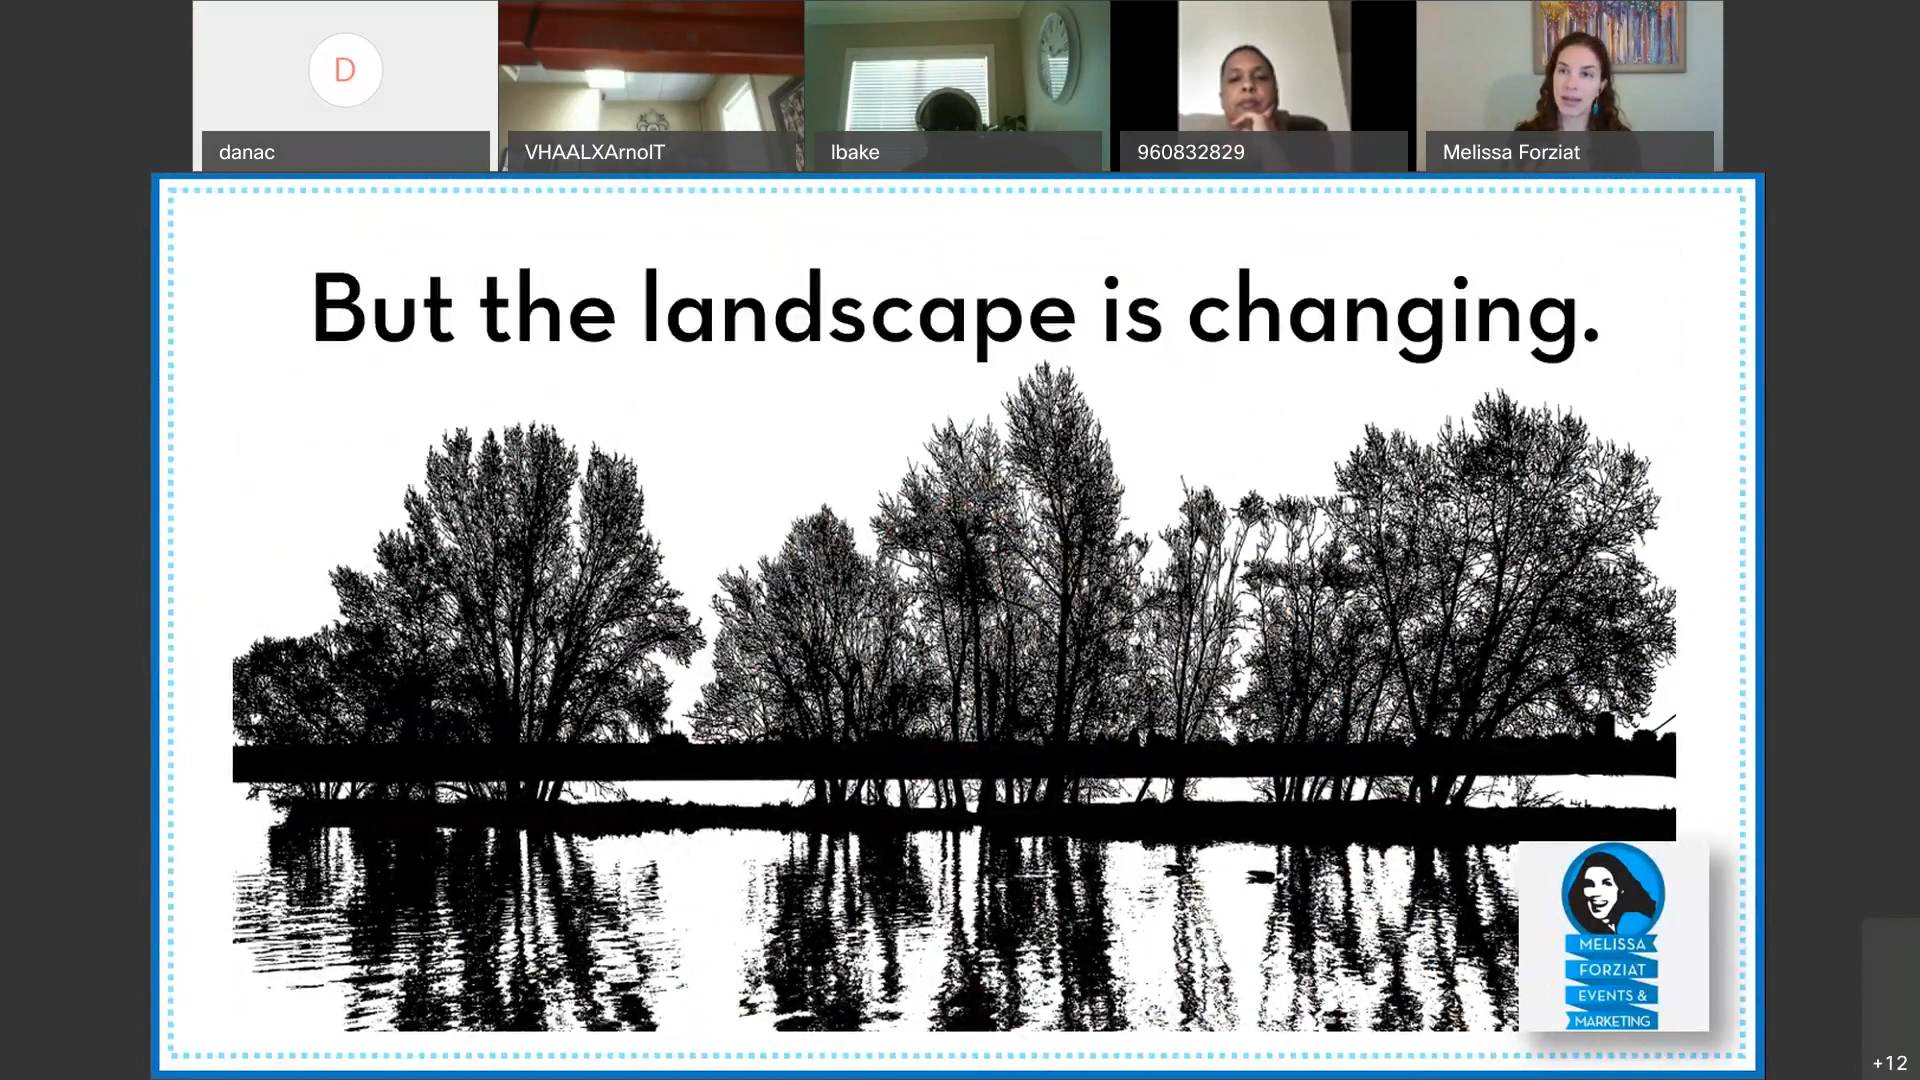 D
danac
VHAALXArnolT
lbake
960832829
Melissa Forziat
But the landscape is changing.
MELISSA
FORZIAT
EVENTS &
MARKETING
+12